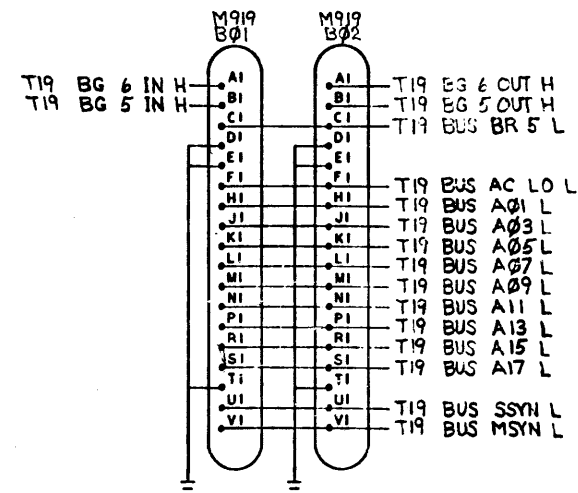 M919 M919
BØ1 BØ2
T19 BG 6 IN H A1 A1 T19 BG 6 OUT H
T19 BG 5 IN H B1 B1 T19 BG 5 OUT H
C1 C1 T19 BUS BR 5 L
D1 D1
E1 E1
F1 F1 T19 BUS AC LO L
H1 H1 T19 BUS AØ1 L
J1 J1 T19 BUS AØ3 L
K1 K1 T19 BUS AØ5 L
L1 L1 T19 BUS AØ7 L
M1 M1 T19 BUS AØ9 L
N1 N1 T19 BUS A11 L
P1 P1 T19 BUS A13 L
R1 R1 T19 BUS A15 L
S1 S1 T19 BUS A17 L
T1 T1
U1 U1 T19 BUS SSYN L
V1 V1 T19 BUS MSYN L